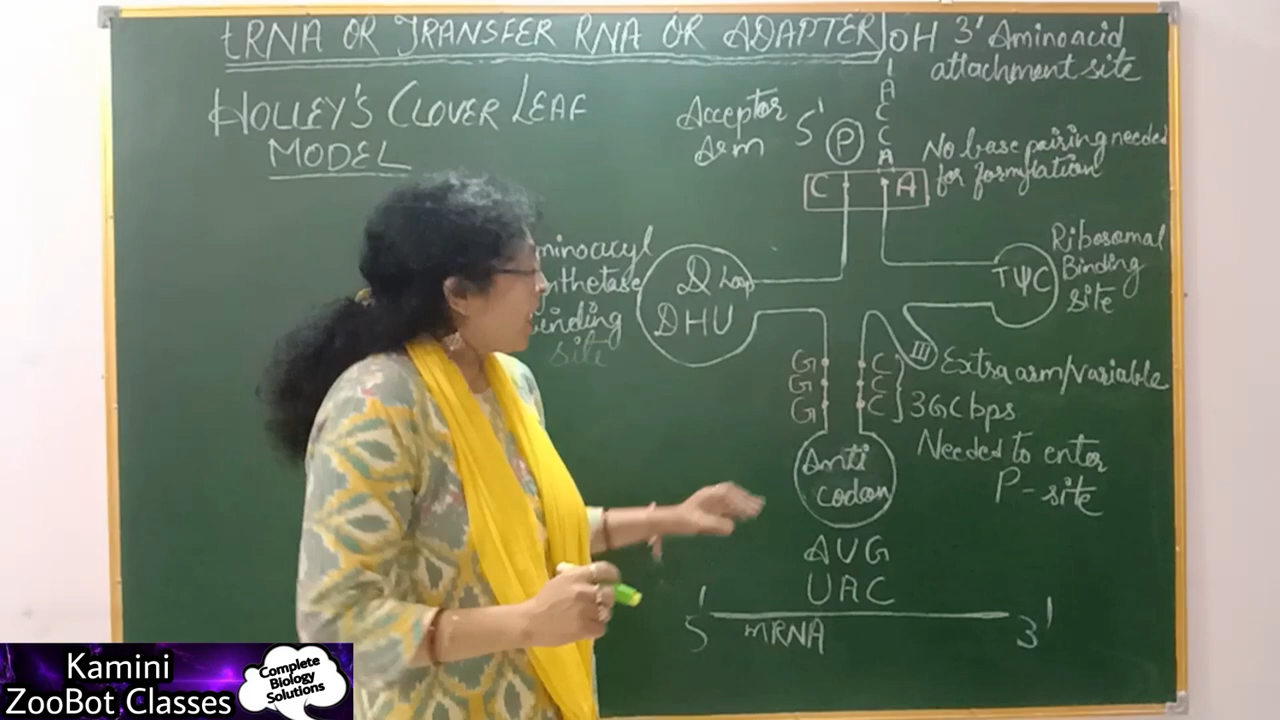 tRNA OR TRANSFER RNA OR ADAPTER
HOLLEY'S CLOVER LEAF
MODEL
OH 3' Aminoacid
attachment site
A
C
C
A
Acceptor
Arm
5'
P
C A
No base pairing needed
for formylation
minoacyl
nthetase
inding
site
D Loop
DHU
TψC
Ribosomal
Binding
site
III
Extra arm/variable
G C
G C
G C
3GC bps
Needed to enter
P-site
Anti
codon
AUG
UAC
5' 3'
mRNA
Kamini
ZooBot Classes
Complete
Biology
Solutions